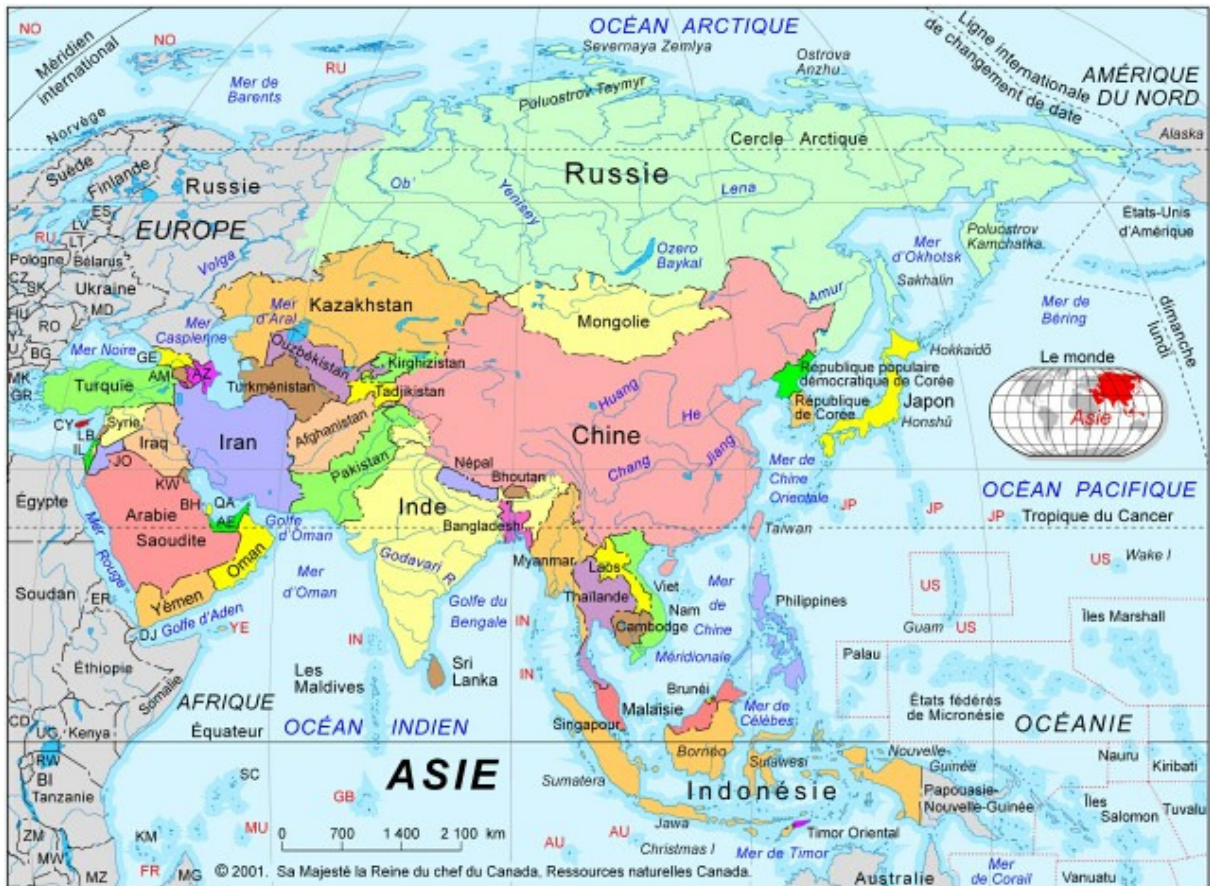 NO
NO
Méridien
international
RU
Mer de
Barents
OCÉAN ARCTIQUE
Severnaya Zemlya
Ostrova
Anzhu
Poluostrov Taymyr
Ligne internationale
de changement de date
AMÉRIQUE
DU NORD
Alaska
Norvège
Suède
Finlande
Russie
Russie
Cercle Arctique
Ob'
Yenisey
Lena
ES
LV
LT
RU
EUROPE
Volga
Pologne
Bélarus
CZ
SK
Ukraine
HU
RO
MD
BG
MK
GR
États-Unis
d'Amérique
Poluostrov
Kamchatka
Mer
d'Okhotsk
Sakhalin
Ozero
Baykal
Amur
Mer de
Béring
dimanche
lundi
Mer Noire
Mer
Caspienne
Mer
d'Aral
Kazakhstan
Mongolie
Hokkaidō
GE
AM
AZ
Turquie
Ouzbékistan
Kirghizistan
Turkménistan
Tadjikistan
République populaire
démocratique de Corée
République
de Corée
Japon
Honshū
Le monde
Asie
CY
LB
IL
Syrie
JO
Iraq
Iran
Afghanistan
Pakistan
Chine
Huang
He
Chang
Jiang
Mer de
Chine
Orientale
KW
BH
QA
AE
Népal
Bhoutan
Inde
Bangladesh
Égypte
Arabie
Saoudite
Golfe
d'Oman
Oman
Mer Rouge
Mer
d'Oman
Godavari R
Myanmar
Laos
Thaïlande
Viet
Nam
Cambodge
Taiwan
JP
JP
JP
OCÉAN PACIFIQUE
Tropique du Cancer
US
Wake I
US
US
Guam
Îles Marshall
Soudan
ER
Yémen
DJ
Golfe d'Aden
YE
Éthiopie
Somalie
IN
Golfe du
Bengale
IN
IN
Mer
de
Chine
Méridionale
Philippines
Palau
États fédérés
de Micronésie
Les
Maldives
Sri
Lanka
AFRIQUE
Équateur
OCÉAN INDIEN
Singapour
Malaisie
Brunéi
Mer de
Célèbes
OCÉANIE
CD
UG
Kenya
RW
BI
Tanzanie
ZM
MW
MZ
SC
KM
MU
FR
MG
GB
ASIE
Sumatera
Bornéo
Sulawesi
Indonésie
Jawa
Nouvelle-
Guinée
Papouasie-
Nouvelle-Guinée
Nauru
Kiribati
Îles
Salomon
Tuvalu
0 700 1 400 2 100 km
AU
AU
Christmas I
Timor Oriental
Mer de Timor
Australie
Mer
de Corail
Vanuatu
© 2001. Sa Majesté la Reine du chef du Canada, Ressources naturelles Canada.